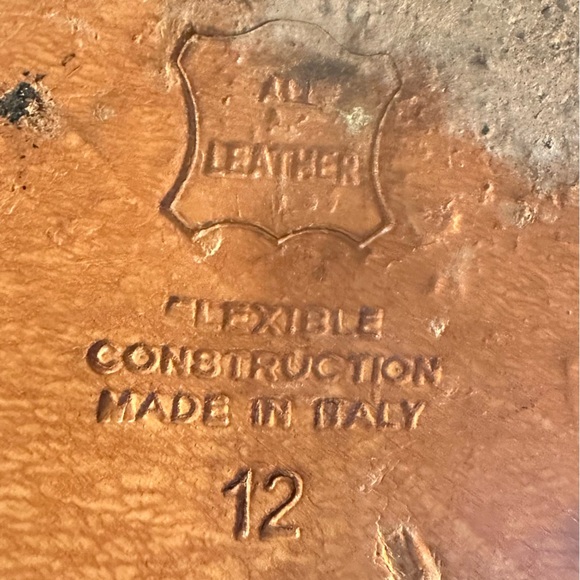 ALL
LEATHER
FLEXIBLE
CONSTRUCTION
MADE IN ITALY
12